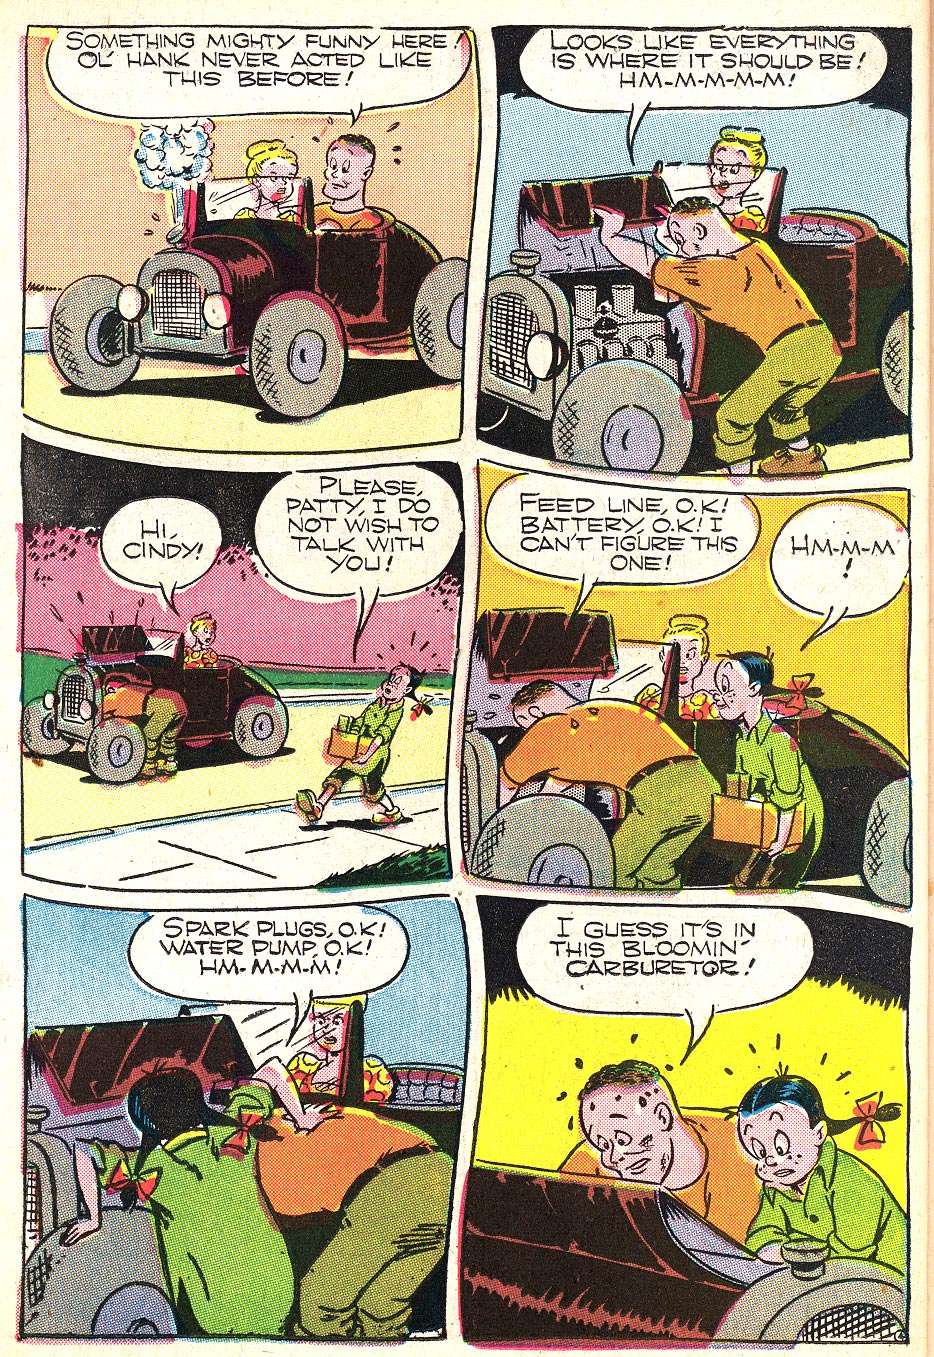 SOMETHING MIGHTY FUNNY HERE!
OL' HANK NEVER ACTED LIKE
THIS BEFORE!
LOOKS LIKE EVERYTHING
IS WHERE IT SHOULD BE!
HM-M-M-M-M!
HI,
CINDY!
PLEASE,
PATTY, I DO
NOT WISH TO
TALK WITH
YOU!
FEED LINE, O.K!
BATTERY, O.K! I
CAN'T FIGURE THIS
ONE!
HM-M-M
!
SPARK PLUGS, O.K!
WATER PUMP, O.K!
HM-M-M-M!
I GUESS IT'S IN
THIS BLOOMIN'
CARBURETOR!